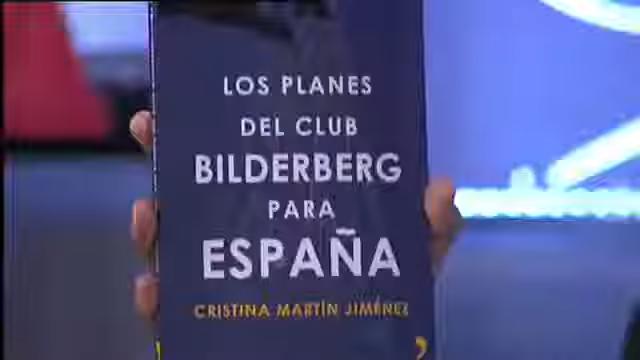 LOS PLANES
DEL CLUB
BILDERBERG
PARA
ESPAÑA
CRISTINA MARTÍN JIMÉNEZ